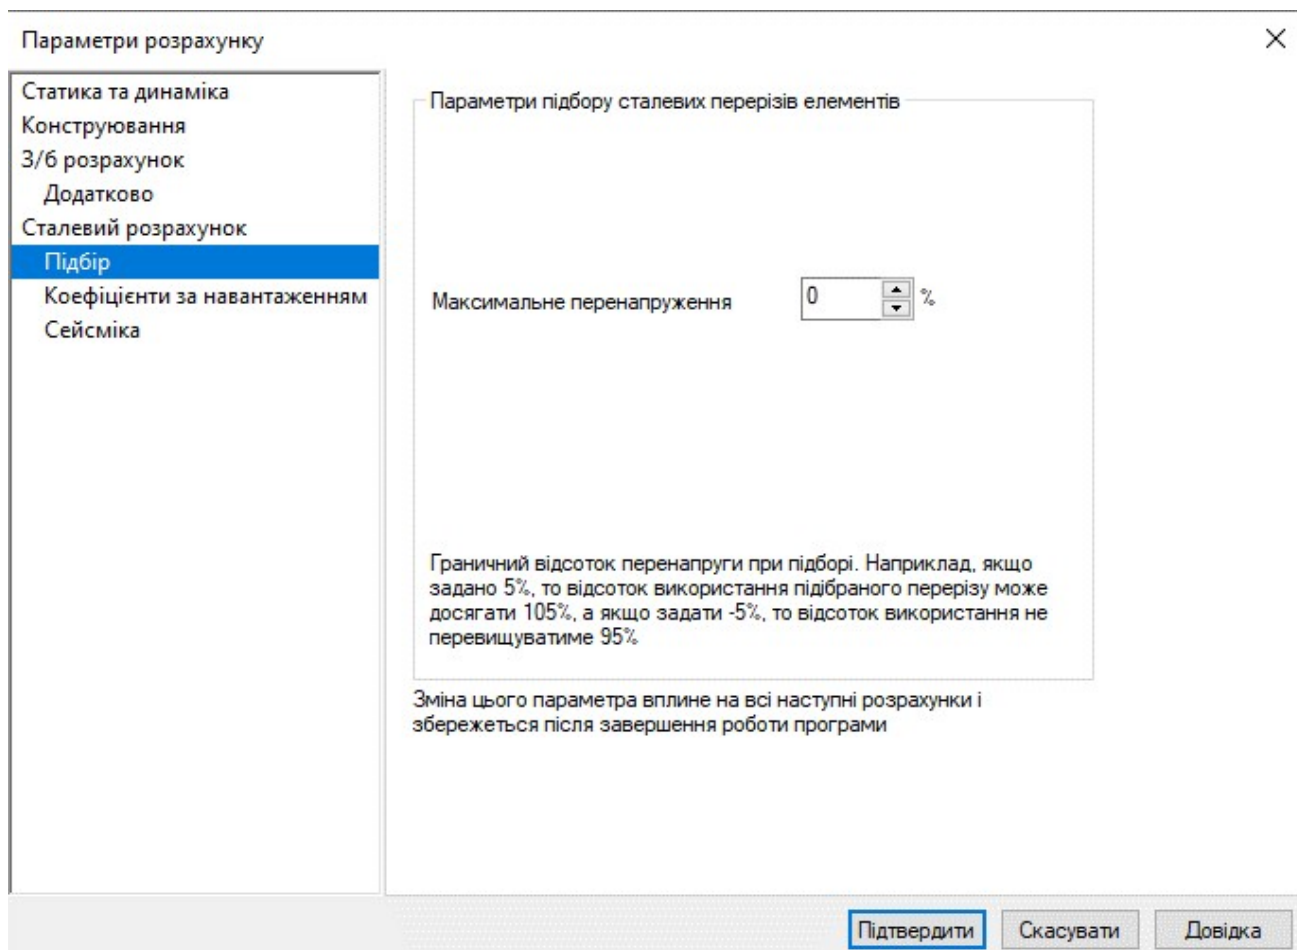 Параметри розрахунку
Статика та динаміка
Конструювання
З/б розрахунок
Додатково
Сталевий розрахунок
Підбір
Коефіцієнти за навантаженням
Сейсміка
Параметри підбору сталевих перерізів елементів
Максимальне перенапруження
0
%
Граничний відсоток перенапруги при підборі. Наприклад, якщо
задано 5%, то відсоток використання підібраного перерізу може
досягати 105%, а якщо задати -5%, то відсоток використання не
перевищуватиме 95%
Зміна цього параметра вплине на всі наступні розрахунки і
збережеться після завершення роботи програми
Підтвердити
Скасувати
Довідка